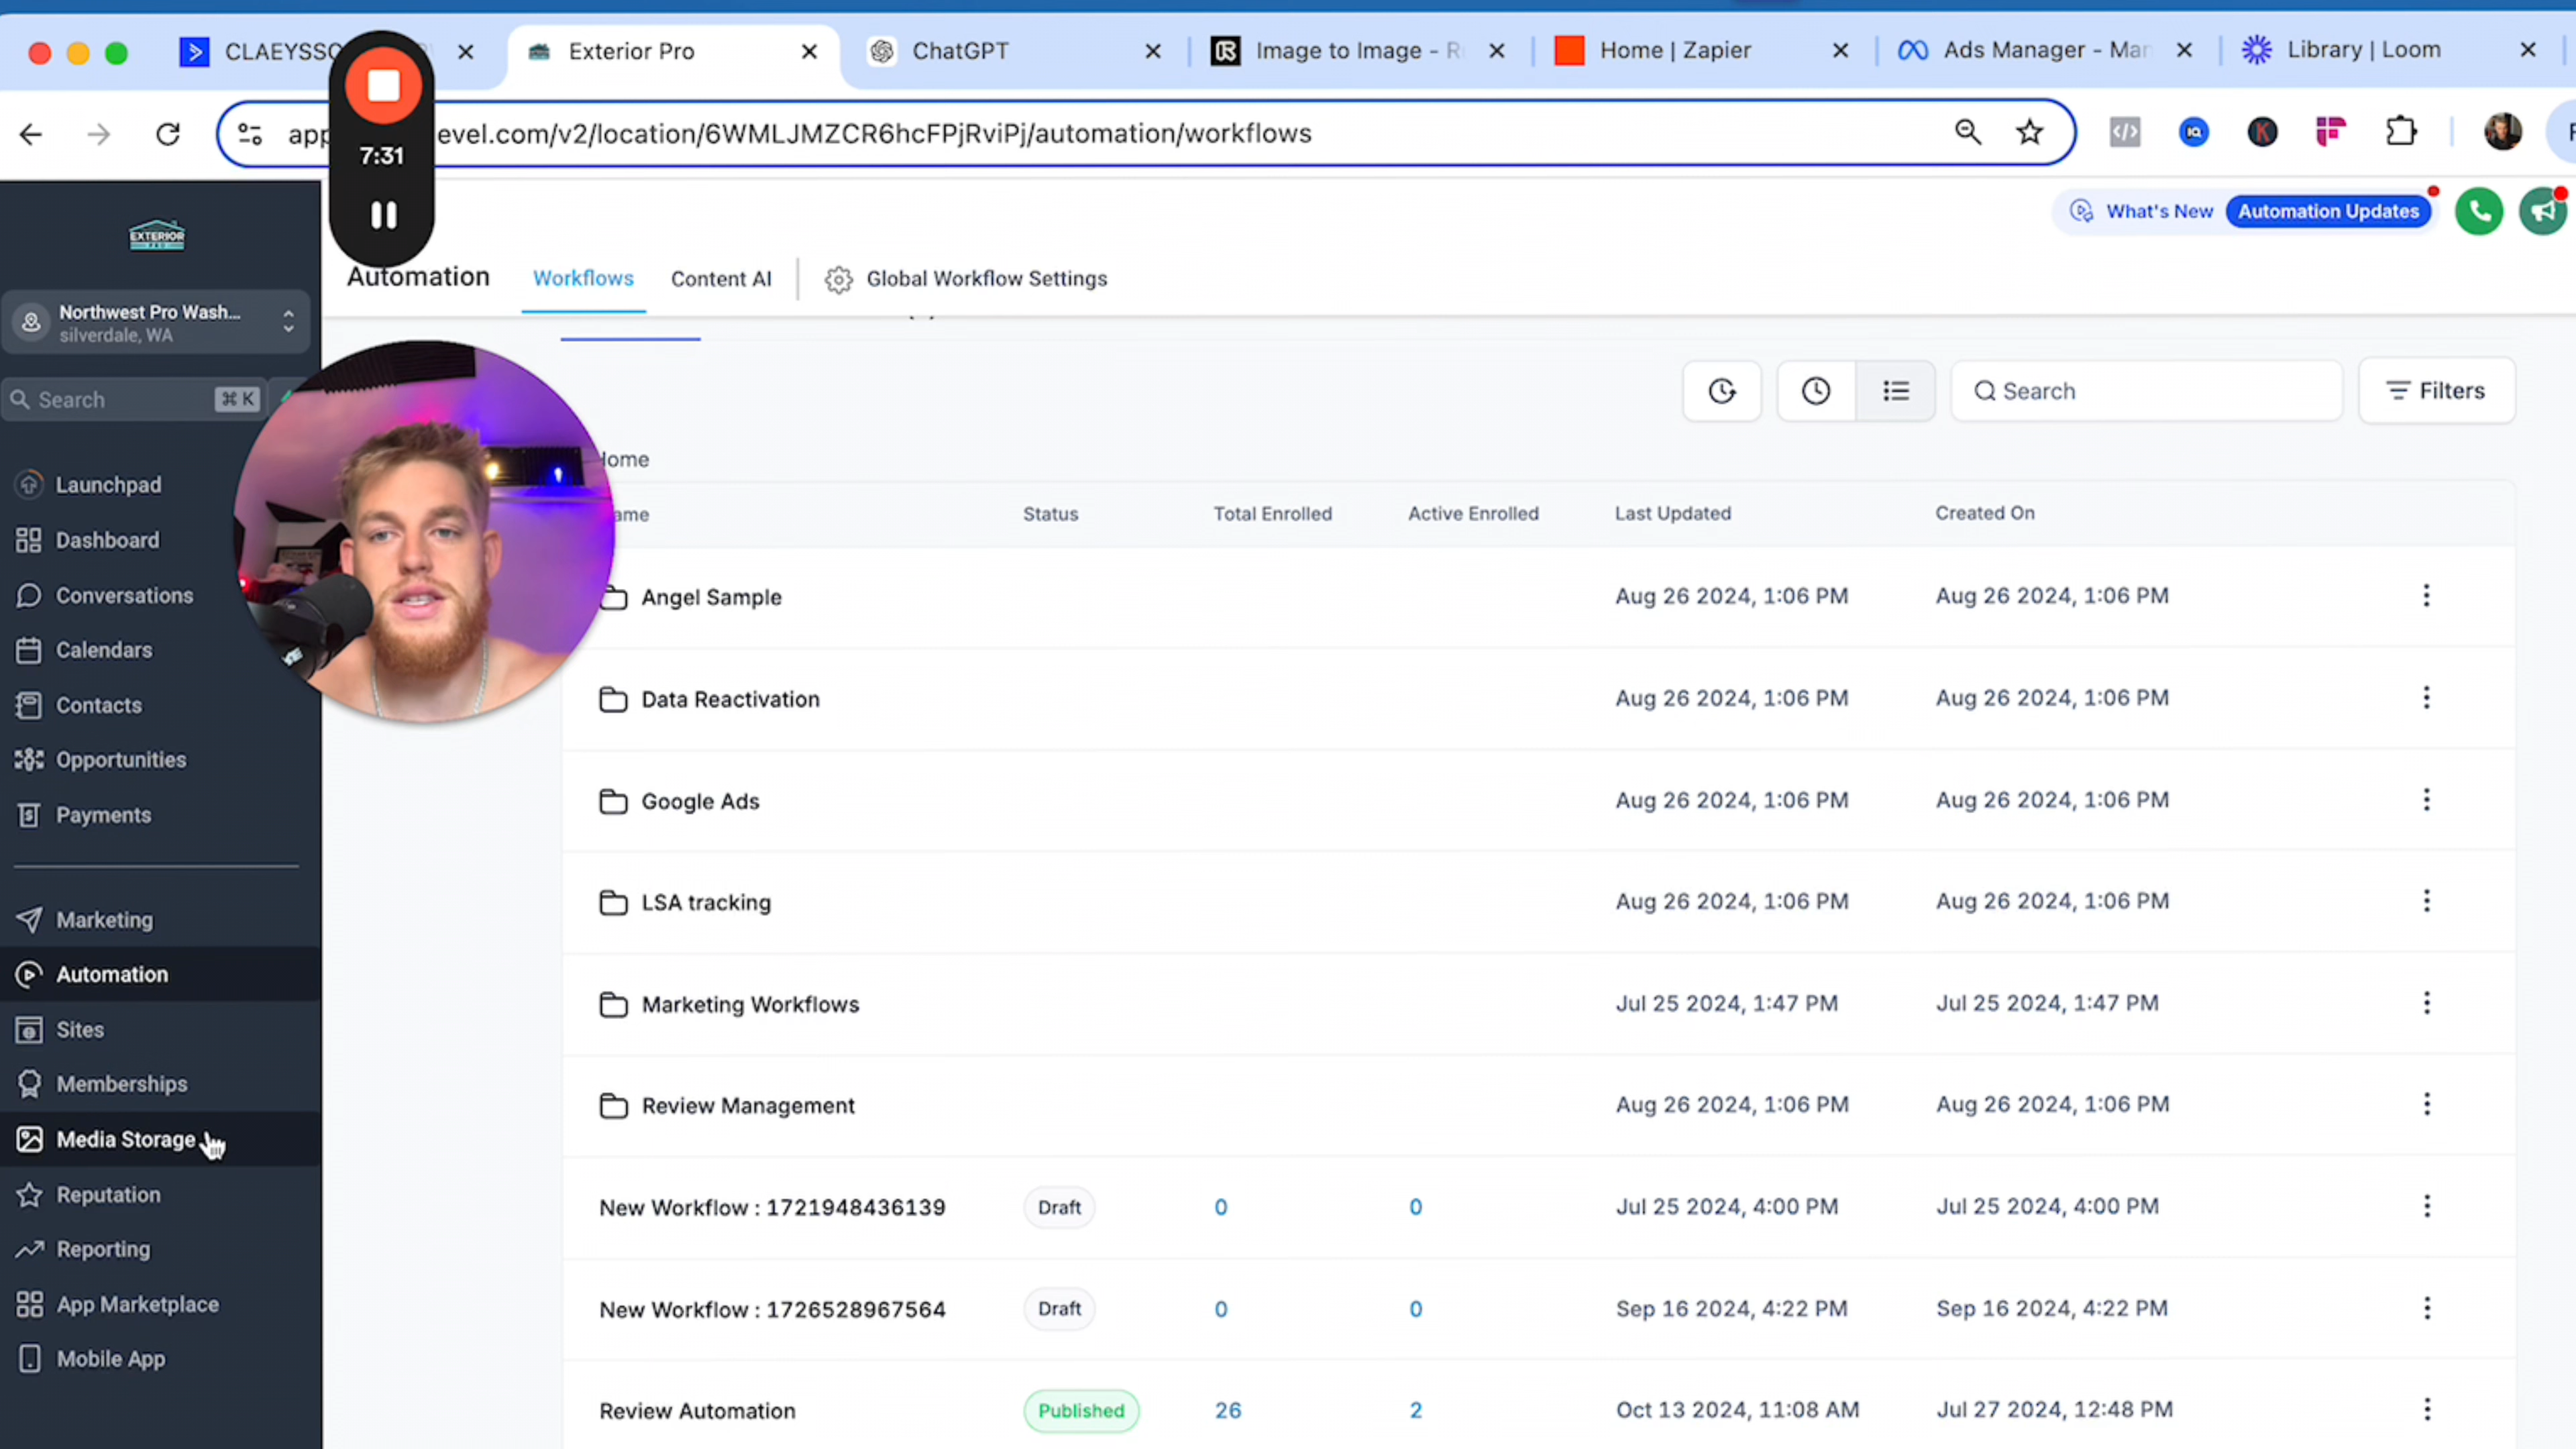 CLAEYSSO
Exterior Pro
ChatGPT
Image to Image - R
Home | Zapier
Ads Manager - Man
Library | Loom
app
evel.com/v2/location/6WMLJMZCR6hcFPjRviPj/automation/workflows
7:31
EXTERIOR
PRO
What's New
Automation Updates
Automation
Workflows
Content AI
Global Workflow Settings
Northwest Pro Wash...
silverdale, WA
Search
⌘ K
Search
Filters
Home
Name
Status
Total Enrolled
Active Enrolled
Last Updated
Created On
Launchpad
Dashboard
Conversations
Calendars
Contacts
Opportunities
Payments
Marketing
Automation
Sites
Memberships
Media Storage
Reputation
Reporting
App Marketplace
Mobile App
Angel Sample Aug 26 2024, 1:06 PM Aug 26 2024, 1:06 PM
Data Reactivation Aug 26 2024, 1:06 PM Aug 26 2024, 1:06 PM
Google Ads Aug 26 2024, 1:06 PM Aug 26 2024, 1:06 PM
LSA tracking Aug 26 2024, 1:06 PM Aug 26 2024, 1:06 PM
Marketing Workflows Jul 25 2024, 1:47 PM Jul 25 2024, 1:47 PM
Review Management Aug 26 2024, 1:06 PM Aug 26 2024, 1:06 PM
New Workflow : 1721948436139 Draft 0 0 Jul 25 2024, 4:00 PM Jul 25 2024, 4:00 PM
New Workflow : 1726528967564 Draft 0 0 Sep 16 2024, 4:22 PM Sep 16 2024, 4:22 PM
Review Automation Published 26 2 Oct 13 2024, 11:08 AM Jul 27 2024, 12:48 PM